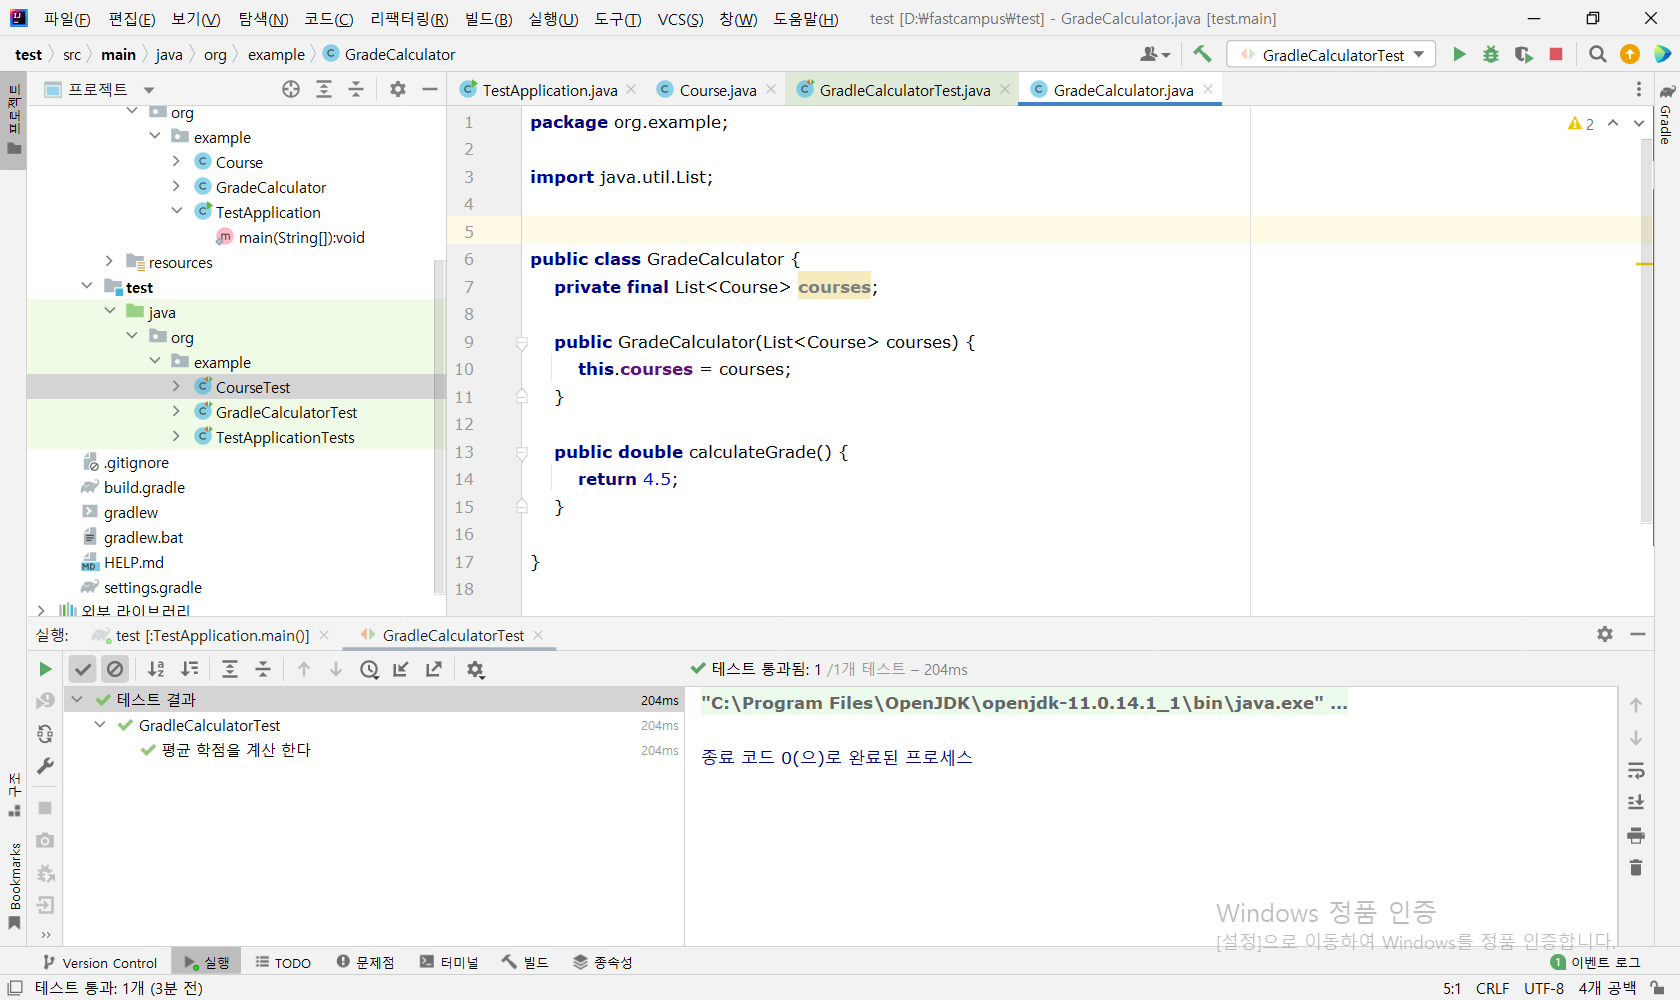 파일(F) 편집(E) 보기(V) 탐색(N) 코드(C) 리팩터링(R) 빌드(B) 실행(U) 도구(T) VCS(S) 창(W) 도움말(H) test [D:₩fastcampus₩test] - GradeCalculator.java [test.main]
test src main java org example GradeCalculator
GradleCalculatorTest
프로젝트
프로젝트
TestApplication.java Course.java GradleCalculatorTest.java GradeCalculator.java
Gradle
org
example
Course
GradeCalculator
TestApplication
main(String[]):void
resources
test
java
org
example
CourseTest
GradleCalculatorTest
TestApplicationTests
.gitignore
build.gradle
gradlew
gradlew.bat
HELP.md
settings.gradle
외부 라이브러리
2
1 package org.example;
2
3 import java.util.List;
4
5
6 public class GradeCalculator {
7 private final List<Course> courses;
8
9 public GradeCalculator(List<Course> courses) {
10 this.courses = courses;
11 }
12
13 public double calculateGrade() {
14 return 4.5;
15 }
16
17 }
18
실행: test [:TestApplication.main()] GradleCalculatorTest
테스트 통과됨: 1 /1개 테스트 – 204ms
테스트 결과 204ms
GradleCalculatorTest 204ms
평균 학점을 계산 한다 204ms
"C:\Program Files\OpenJDK\openjdk-11.0.14.1_1\bin\java.exe" ...
종료 코드 0(으)로 완료된 프로세스
구조
Bookmarks
Windows 정품 인증
[설정]으로 이동하여 Windows를 정품 인증합니다.
Version Control 실행 TODO 문제점 터미널 빌드 종속성 1 이벤트 로그
테스트 통과: 1개 (3분 전) 5:1 CRLF UTF-8 4개 공백